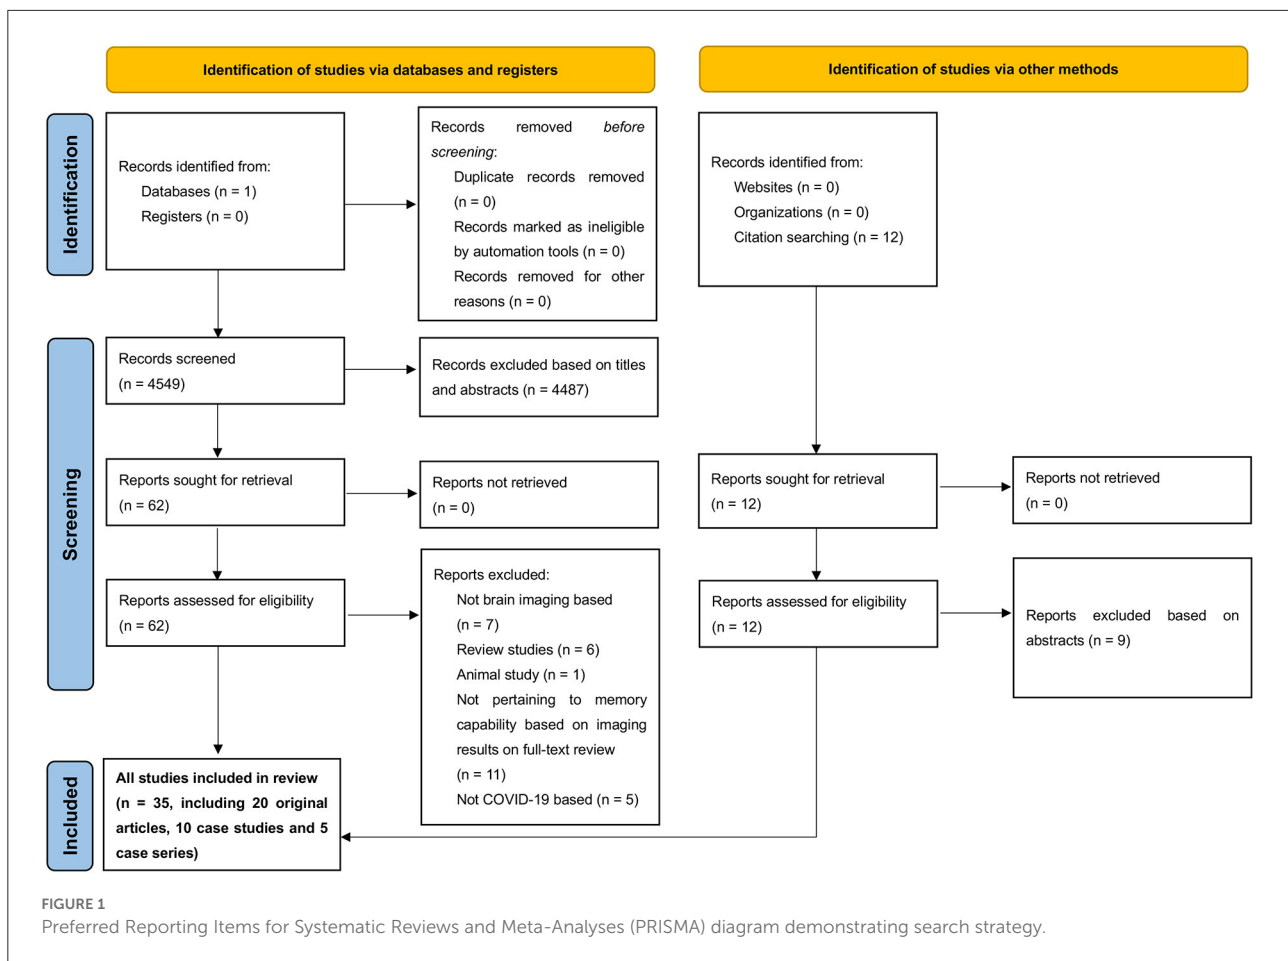 Identification of studies via databases and registers
Identification of studies via other methods
Identification
Records identified from:
Databases (n = 1)
Registers (n = 0)
Records removed before
screening:
Duplicate records removed
(n = 0)
Records marked as ineligible
by automation tools (n = 0)
Records removed for other
reasons (n = 0)
Records identified from:
Websites (n = 0)
Organizations (n = 0)
Citation searching (n = 12)
Screening
Records screened
(n = 4549)
Records excluded based on titles
and abstracts (n = 4487)
Reports sought for retrieval
(n = 62)
Reports not retrieved
(n = 0)
Reports sought for retrieval
(n = 12)
Reports not retrieved
(n = 0)
Reports assessed for eligibility
(n = 62)
Reports excluded:
Not brain imaging based
(n = 7)
Review studies (n = 6)
Animal study (n = 1)
Not pertaining to memory
capability based on imaging
results on full-text review
(n = 11)
Not COVID-19 based (n = 5)
Reports assessed for eligibility
(n = 12)
Reports excluded based on
abstracts (n = 9)
Included
All studies included in review
(n = 35, including 20 original
articles, 10 case studies and 5
case series)
FIGURE 1
Preferred Reporting Items for Systematic Reviews and Meta-Analyses (PRISMA) diagram demonstrating search strategy.